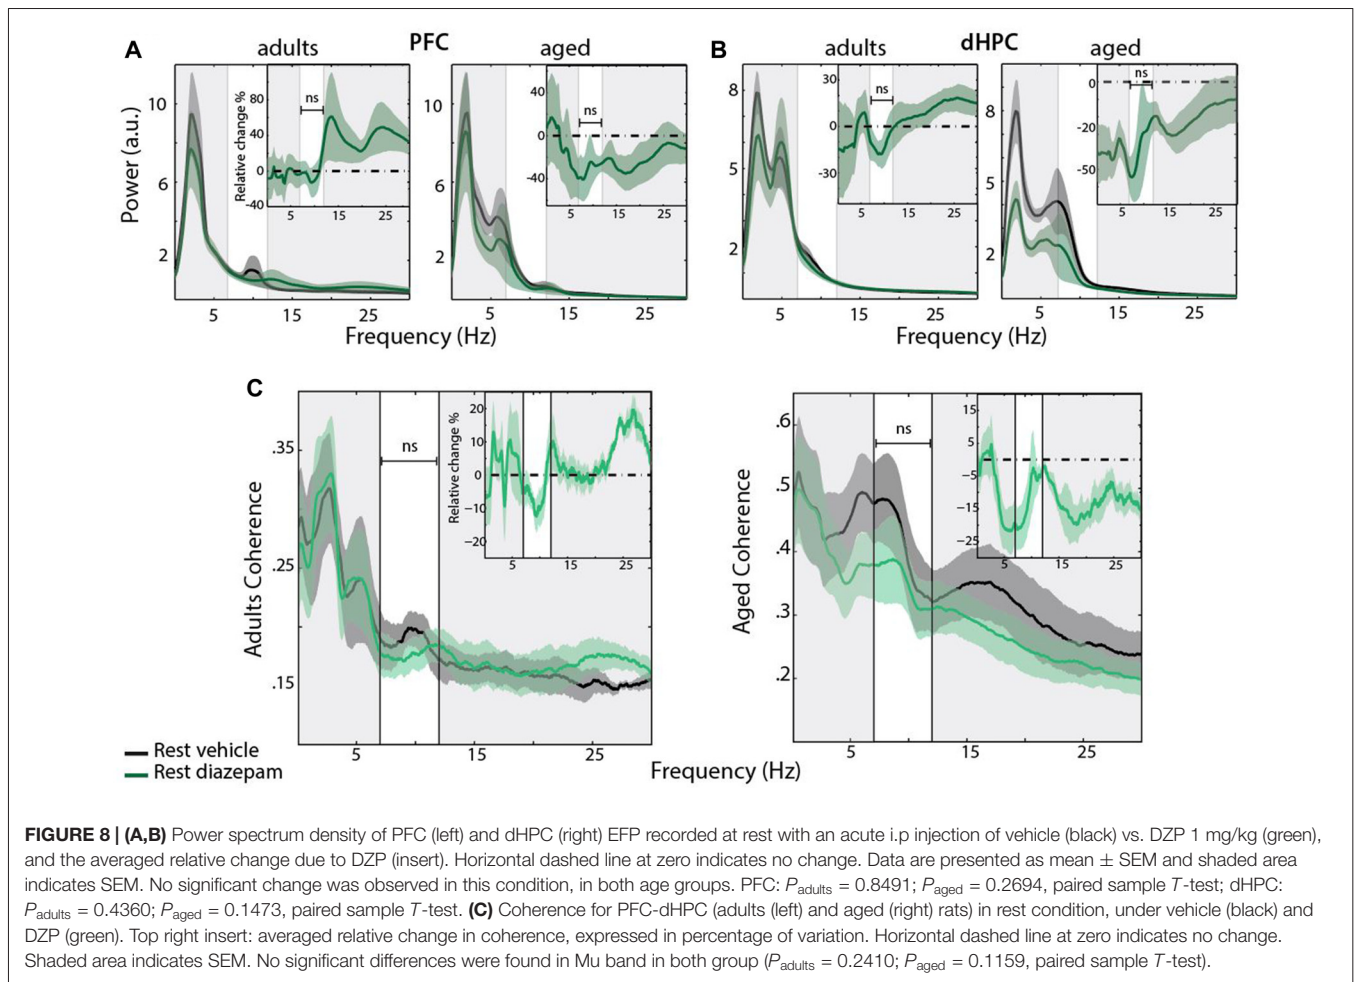 A
adults
PFC
aged
B
adults
dHPC
aged
Power (a.u.)
10
6
2
5
15
25
Relative change %
80
40
0
-40
ns
5
15
25
10
6
2
5
15
25
40
0
-40
ns
5
15
25
Frequency (Hz)
8
5
2
5
15
25
30
0
-30
ns
5
15
25
8
5
2
5
15
25
0
-20
-50
ns
5
15
25
Frequency (Hz)
C
Adults Coherence
.35
.25
.15
ns
5
15
25
Relative change %
20
10
0
-10
-20
5
15
25
Aged Coherence
.6
.5
.4
.3
.2
ns
5
15
25
15
5
-5
-15
-25
5
15
25
Rest vehicle
Rest diazepam
Frequency (Hz)
FIGURE 8 | (A,B) Power spectrum density of PFC (left) and dHPC (right) EFP recorded at rest with an acute i.p injection of vehicle (black) vs. DZP 1 mg/kg (green),
and the averaged relative change due to DZP (insert). Horizontal dashed line at zero indicates no change. Data are presented as mean ± SEM and shaded area
indicates SEM. No significant change was observed in this condition, in both age groups. PFC: Padults = 0.8491; Paged = 0.2694, paired sample T-test; dHPC:
Padults = 0.4360; Paged = 0.1473, paired sample T-test. (C) Coherence for PFC-dHPC (adults (left) and aged (right) rats) in rest condition, under vehicle (black) and
DZP (green). Top right insert: averaged relative change in coherence, expressed in percentage of variation. Horizontal dashed line at zero indicates no change.
Shaded area indicates SEM. No significant differences were found in Mu band in both group (Padults = 0.2410; Paged = 0.1159, paired sample T-test).